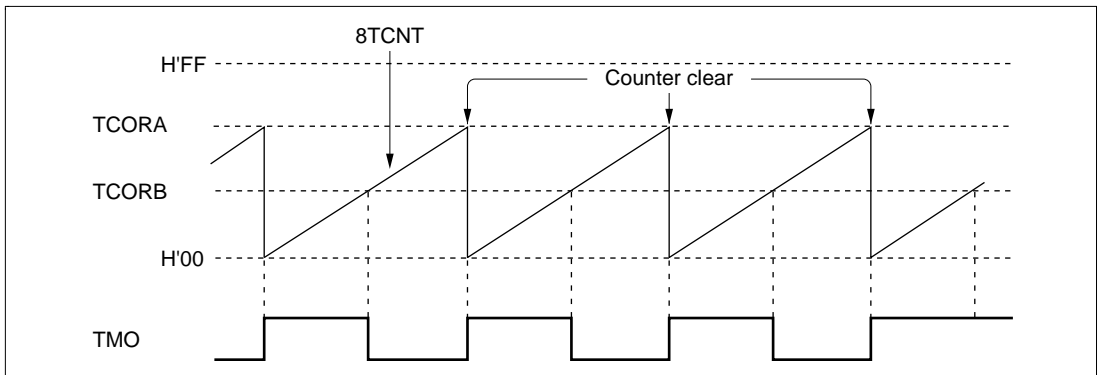 8TCNT
H'FF
Counter clear
TCORA
TCORB
H'00
TMO